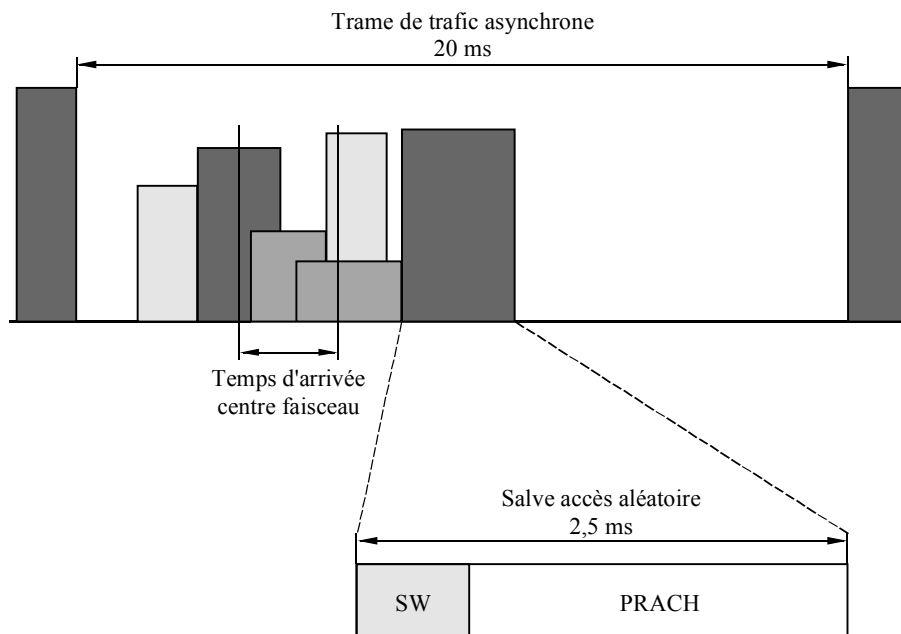 Trame de trafic asynchrone
20 ms
Temps d'arrivée
centre faisceau
Salve accès aléatoire
2,5 ms
SW
PRACH